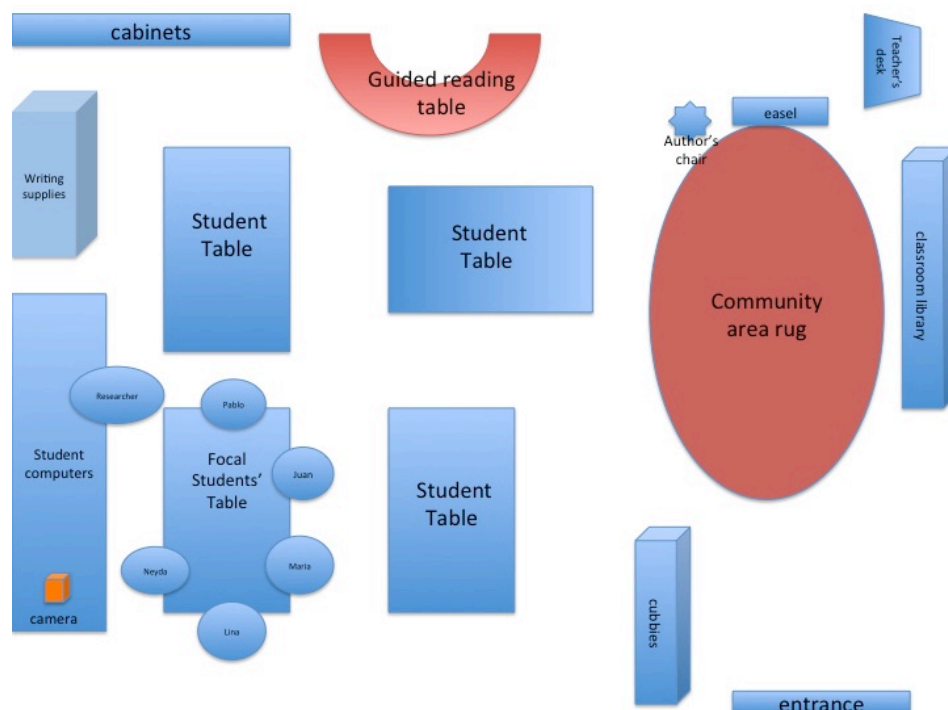 cabinets
Guided reading
table
Teacher's
desk
easel
Author's
chair
Writing
supplies
Student
Table
Student
Table
classroom library
Community
area rug
Researcher
Pablo
Student
computers
Focal
Students'
Table
Juan
Student
Table
Neyda
Maria
camera
Lina
cubbies
entrance